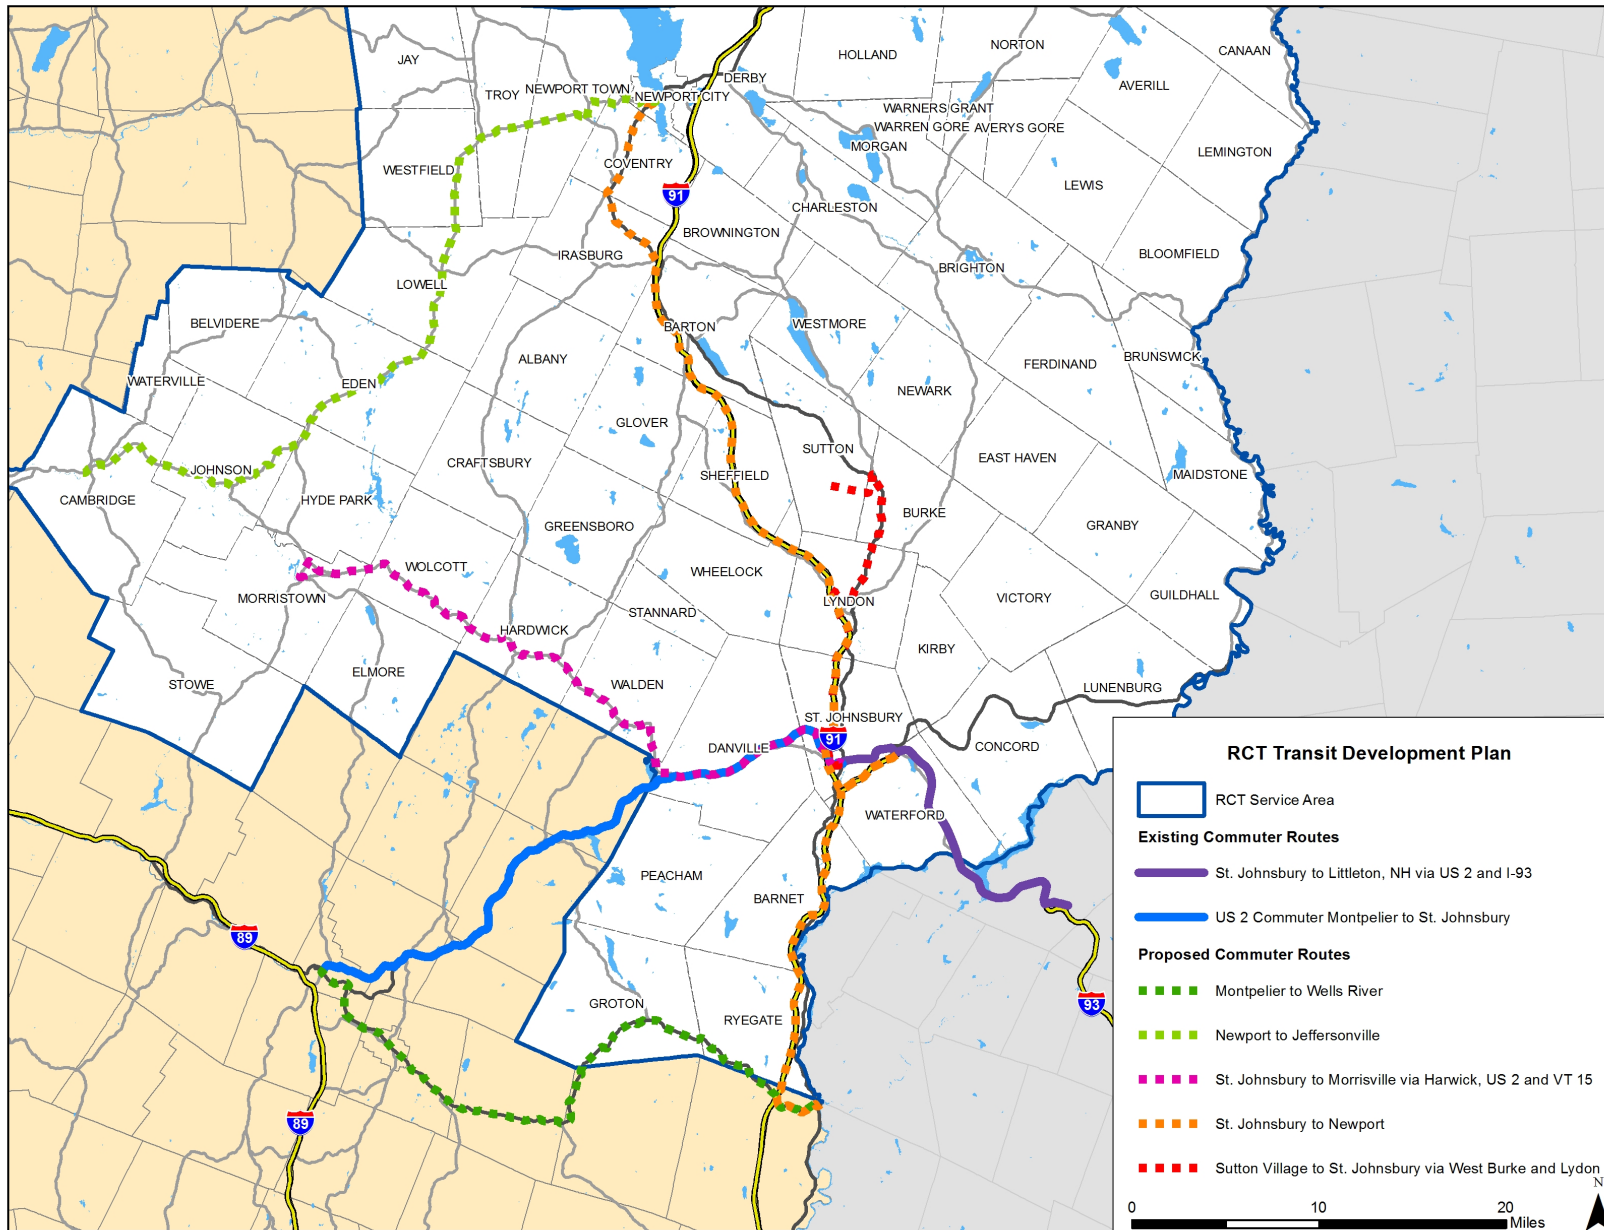 HOLLAND
NORTON
CANAAN
JAY
DERBY
AVERILL
TROY
NEWPORT TOWN
NEWPORT CITY
WARNERS GRANT
WARREN GORE
AVERYS GORE
MORGAN
LEMINGTON
COVENTRY
WESTFIELD
LEWIS
91
CHARLESTON
BROWNINGTON
IRASBURG
BLOOMFIELD
BRIGHTON
LOWELL
BELVIDERE
WESTMORE
BARTON
ALBANY
BRUNSWICK
FERDINAND
WATERVILLE
EDEN
NEWARK
GLOVER
SUTTON
EAST HAVEN
CRAFTSBURY
JOHNSON
SHEFFIELD
MAIDSTONE
CAMBRIDGE
HYDE PARK
BURKE
GREENSBORO
GRANBY
WOLCOTT
WHEELOCK
MORRISTOWN
LYNDON
VICTORY
GUILDHALL
STANNARD
HARDWICK
KIRBY
ELMORE
STOWE
WALDEN
LUNENBURG
ST. JOHNSBURY
91
DANVILLE
CONCORD
WATERFORD
PEACHAM
BARNET
89
GROTON
RYEGATE
93
89
RCT Transit Development Plan
RCT Service Area
Existing Commuter Routes
St. Johnsbury to Littleton, NH via US 2 and I-93
US 2 Commuter Montpelier to St. Johnsbury
Proposed Commuter Routes
Montpelier to Wells River
Newport to Jeffersonville
St. Johnsbury to Morrisville via Harwick, US 2 and VT 15
St. Johnsbury to Newport
Sutton Village to St. Johnsbury via West Burke and Lydon
N
0 10 20
Miles